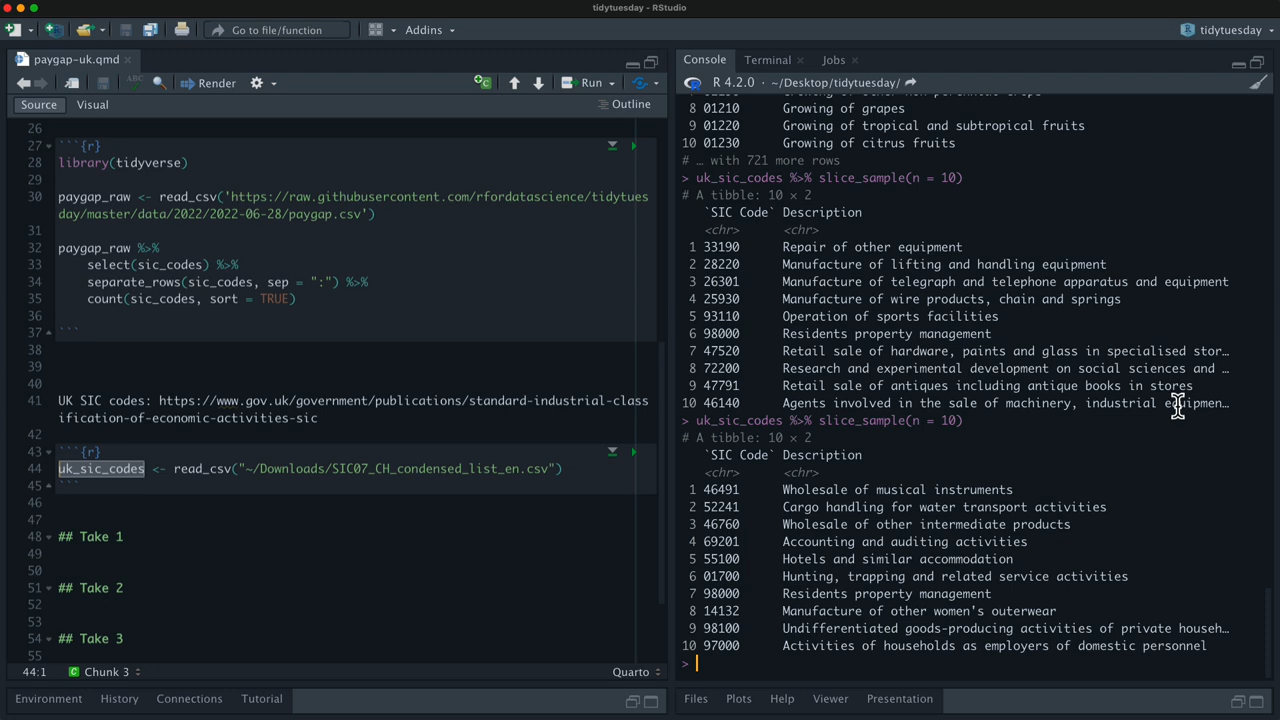 tidytuesday - RStudio
Go to file/function
Addins
tidytuesday
paygap-uk.qmd
ABC
Render
Run
Source
Visual
Outline
26
27 ```{r}
28 library(tidyverse)
29
30 paygap_raw <- read_csv('https://raw.githubusercontent.com/rfordatascience/tidytues
day/master/data/2022/2022-06-28/paygap.csv')
31
32 paygap_raw %>%
33 select(sic_codes) %>%
34 separate_rows(sic_codes, sep = ":") %>%
35 count(sic_codes, sort = TRUE)
36
37 ```
38
39
40
41 UK SIC codes: https://www.gov.uk/government/publications/standard-industrial-class
ification-of-economic-activities-sic
42
43 ```{r}
44 uk_sic_codes <- read_csv("~/Downloads/SIC07_CH_condensed_list_en.csv")
45 ```
46
47
48 ## Take 1
49
50
51 ## Take 2
52
53
54 ## Take 3
55
44:1
Chunk 3
Quarto
Environment
History
Connections
Tutorial
Console
Terminal
Jobs
R 4.2.0 · ~/Desktop/tidytuesday/
8 01210 Growing of grapes
9 01220 Growing of tropical and subtropical fruits
10 01230 Growing of citrus fruits
# … with 721 more rows
> uk_sic_codes %>% slice_sample(n = 10)
# A tibble: 10 × 2
`SIC Code` Description
<chr> <chr>
1 33190 Repair of other equipment
2 28220 Manufacture of lifting and handling equipment
3 26301 Manufacture of telegraph and telephone apparatus and equipment
4 25930 Manufacture of wire products, chain and springs
5 93110 Operation of sports facilities
6 98000 Residents property management
7 47520 Retail sale of hardware, paints and glass in specialised stor…
8 72200 Research and experimental development on social sciences and …
9 47791 Retail sale of antiques including antique books in stores
10 46140 Agents involved in the sale of machinery, industrial equipmen…
> uk_sic_codes %>% slice_sample(n = 10)
# A tibble: 10 × 2
`SIC Code` Description
<chr> <chr>
1 46491 Wholesale of musical instruments
2 52241 Cargo handling for water transport activities
3 46760 Wholesale of other intermediate products
4 69201 Accounting and auditing activities
5 55100 Hotels and similar accommodation
6 01700 Hunting, trapping and related service activities
7 98000 Residents property management
8 14132 Manufacture of other women's outerwear
9 98100 Undifferentiated goods-producing activities of private househ…
10 97000 Activities of households as employers of domestic personnel
>
Files
Plots
Help
Viewer
Presentation